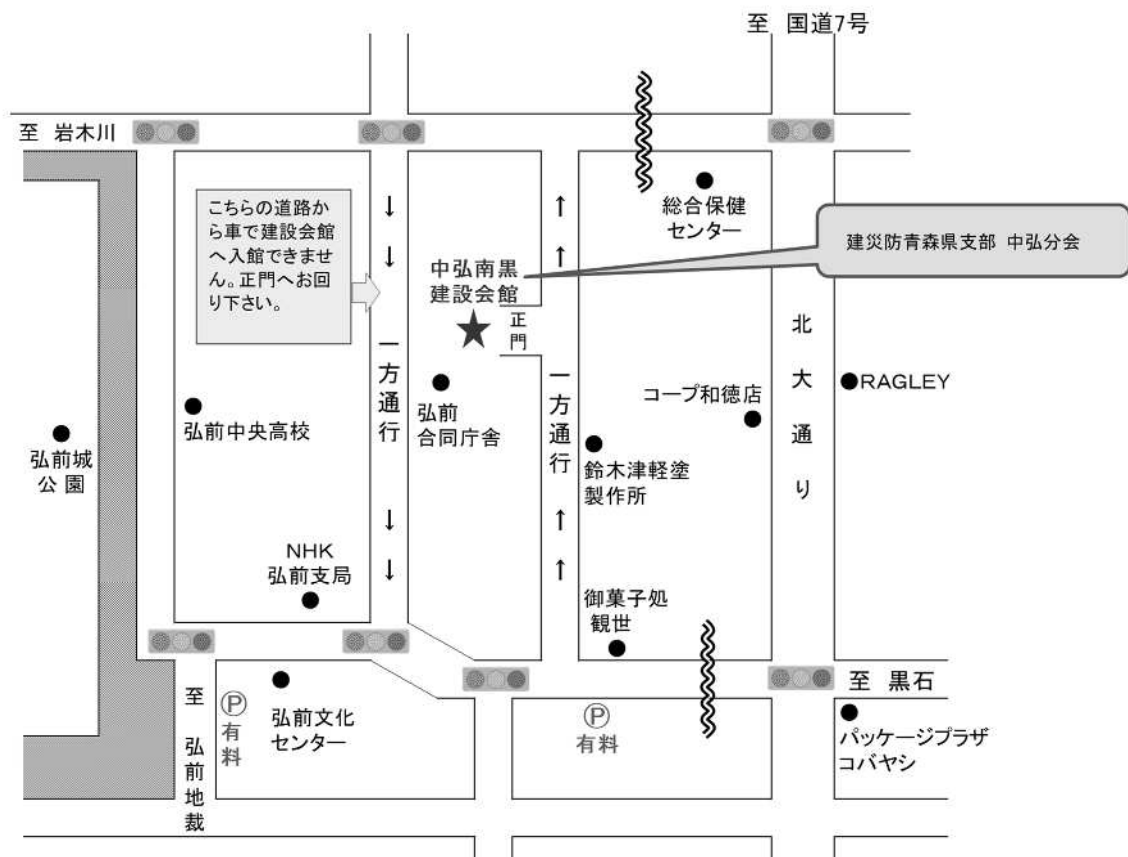 至 国道7号
至 岩木川
こちらの道路か
ら車で建設会館
へ入館できませ
ん。正門へお回
り下さい。
↓
↓
↑
↑
総合保健
センター
建災防青森県支部 中弘分会
中弘南黒
建設会館
★
正門
一方通行
一方通行
北大通り
RAGLEY
コープ和徳店
弘前
合同庁舎
弘前中央高校
弘前城
公園
鈴木津軽塗
製作所
↓
↓
↑
↑
NHK
弘前支局
御菓子処
観世
至 黒石
至 弘前地裁
Ⓟ
有料
弘前文化
センター
Ⓟ
有料
パッケージプラザ
コバヤシ